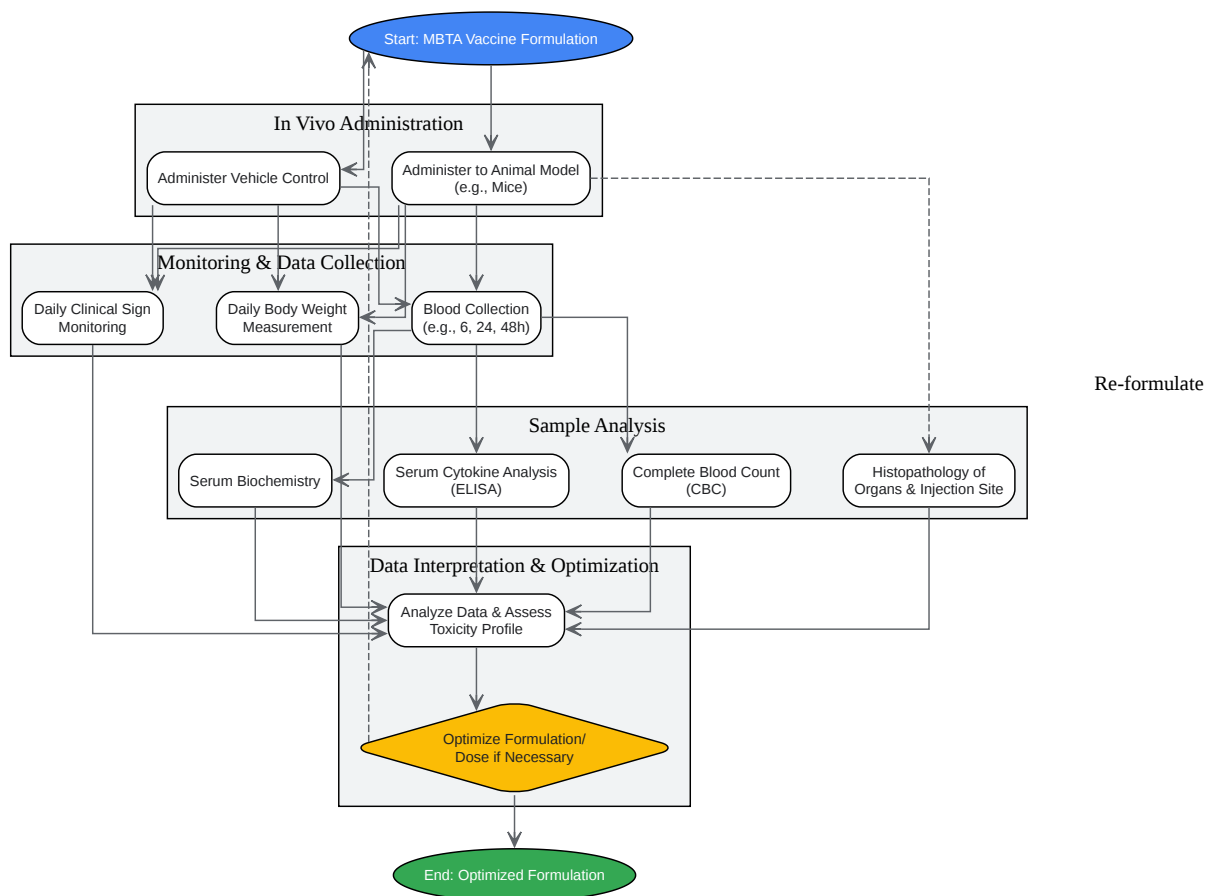 Start: MBTA Vaccine Formulation
In Vivo Administration
Administer Vehicle Control
Administer to Animal Model
(e.g., Mice)
Monitoring & Data Collection
Daily Clinical Sign
Monitoring
Daily Body Weight
Measurement
Blood Collection
(e.g., 6, 24, 48h)
Re-formulate
Sample Analysis
Serum Biochemistry
Serum Cytokine Analysis
(ELISA)
Complete Blood Count
(CBC)
Histopathology of
Organs & Injection Site
Data Interpretation & Optimization
Analyze Data & Assess
Toxicity Profile
Optimize Formulation/
Dose if Necessary
End: Optimized Formulation